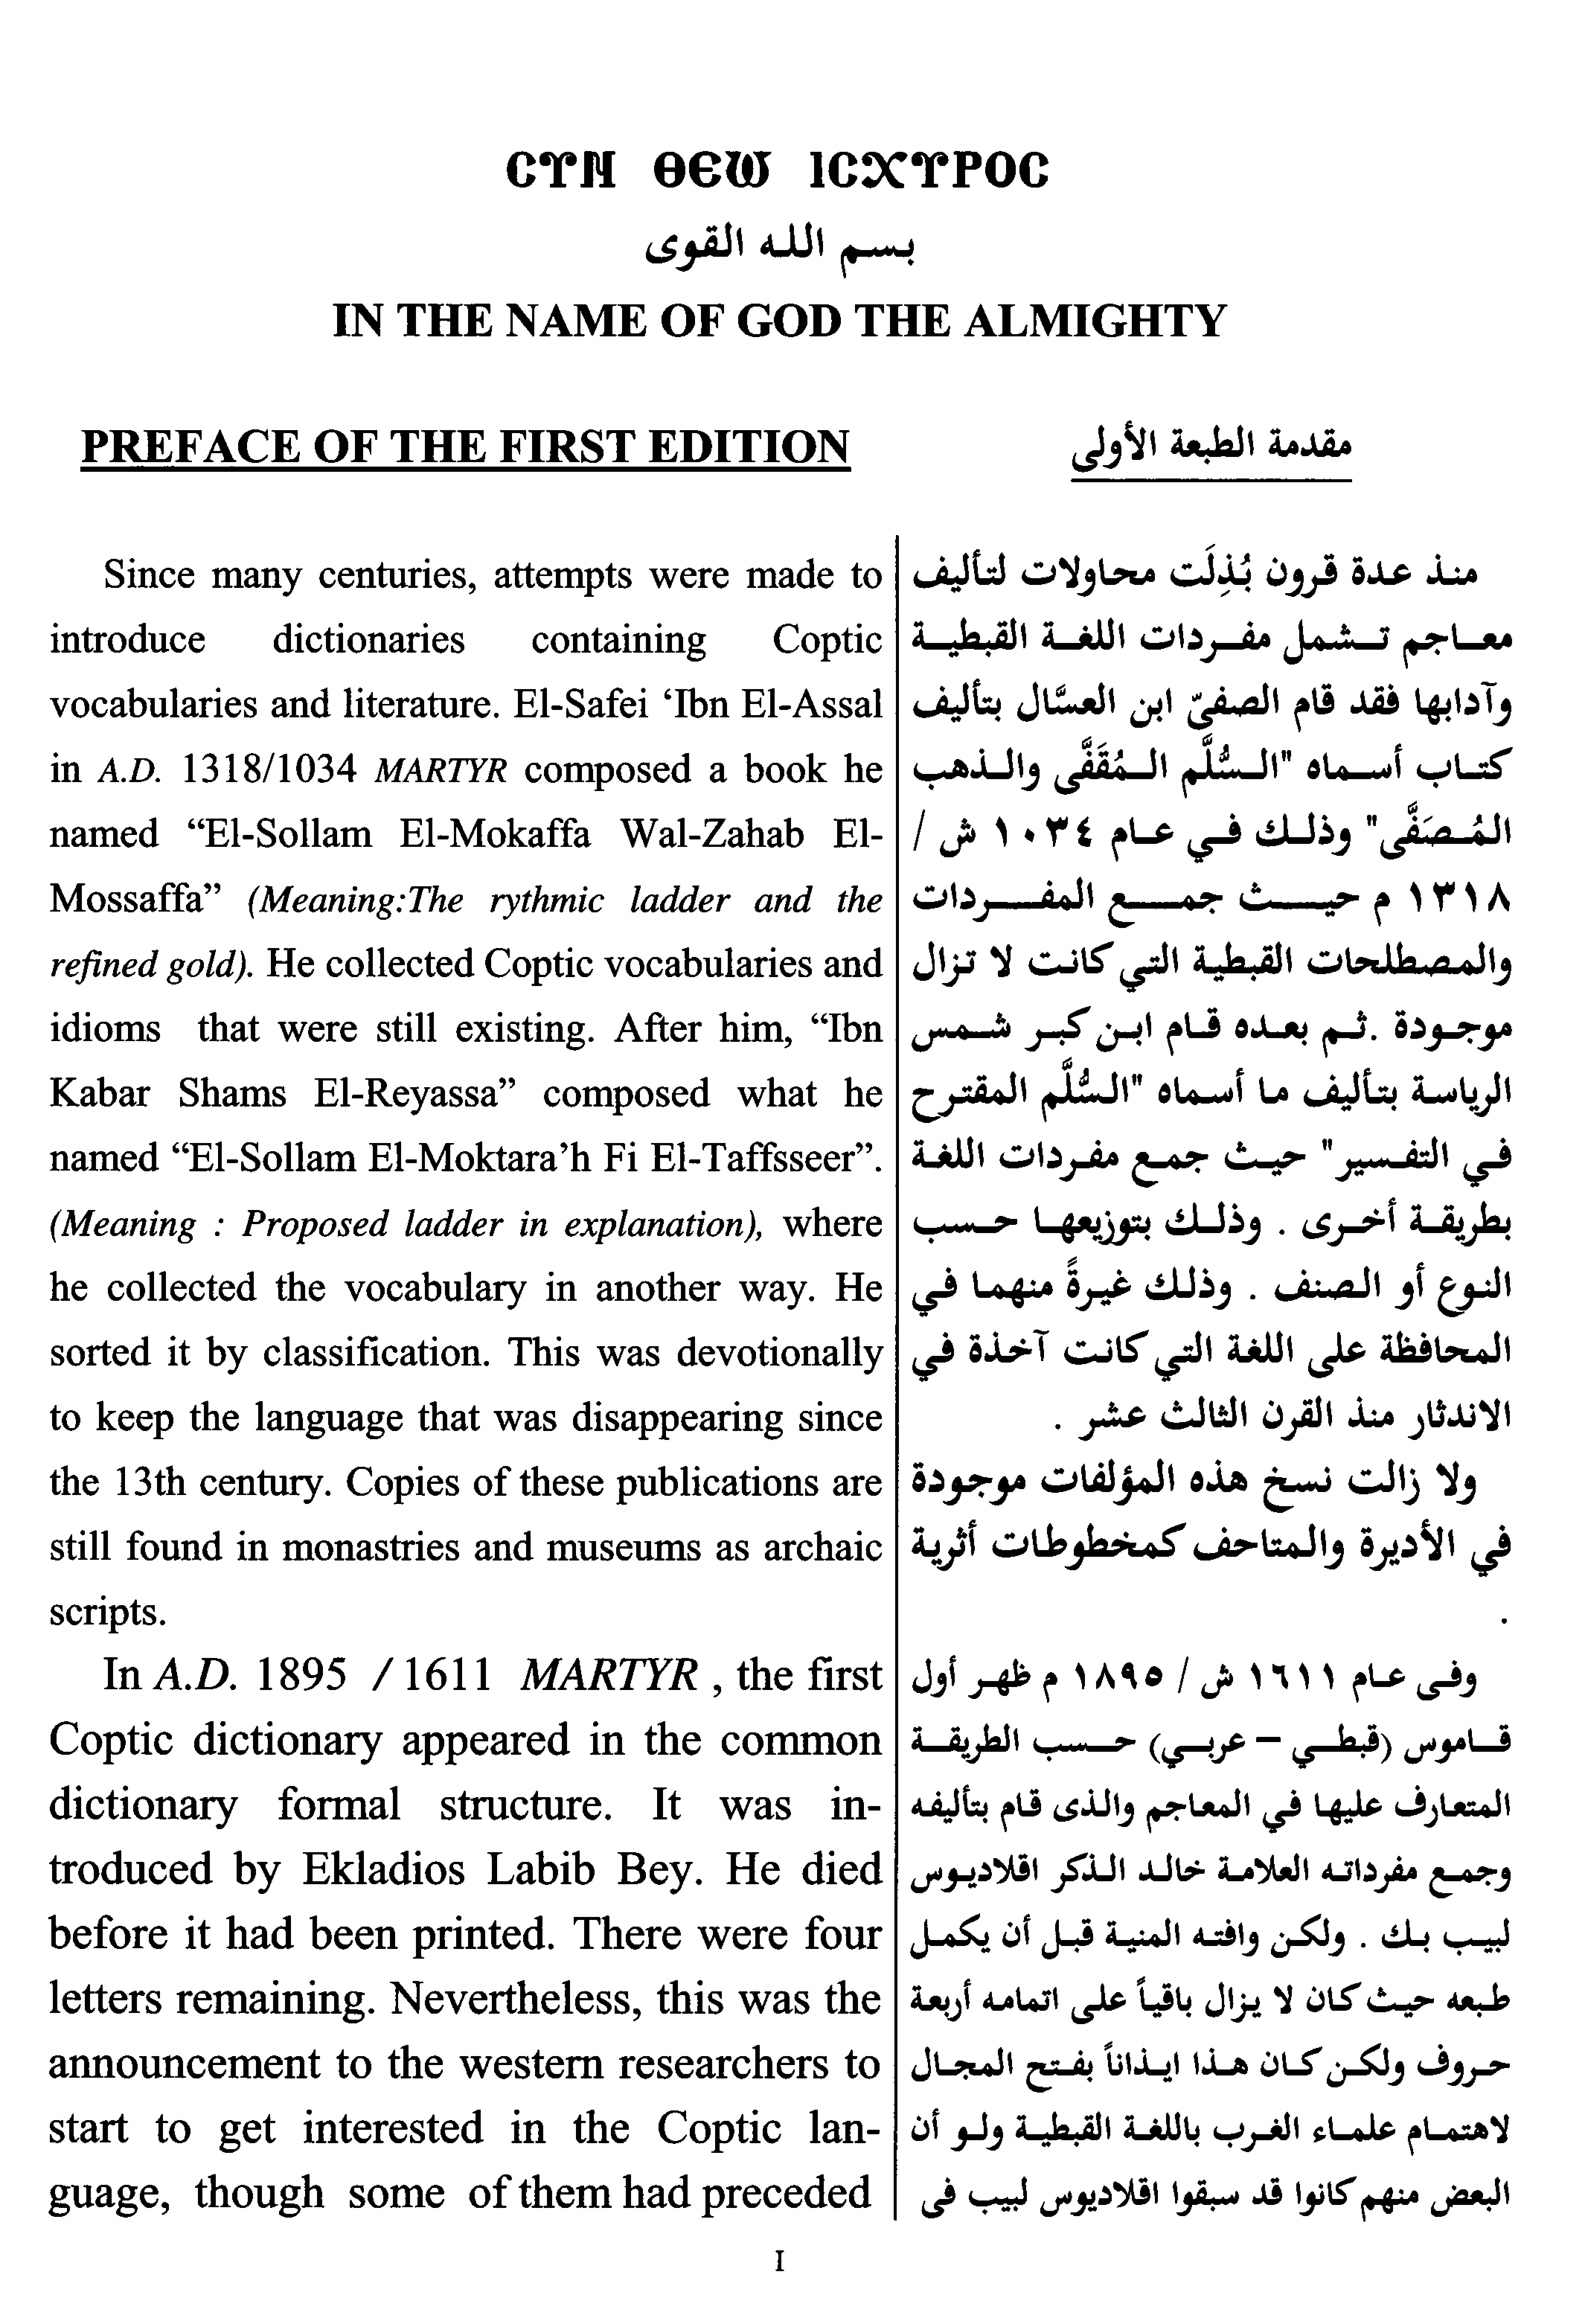 ⲤⲨⲚ ⲐⲈⲰ ⲒⲤⲬⲨⲢⲞⲤ
بسم الله القوى
IN THE NAME OF GOD THE ALMIGHTY
PREFACE OF THE FIRST EDITION
Since many centuries, attempts were made to
introduce dictionaries containing Coptic
vocabularies and literature. El-Safei ‘Ibn El-Assal
in A.D. 1318/1034 MARTYR composed a book he
named “El-Sollam El-Mokaffa Wal-Zahab El-
Mossaffa” (Meaning:The rythmic ladder and the
refined gold). He collected Coptic vocabularies and
idioms that were still existing. After him, “Ibn
Kabar Shams El-Reyassa” composed what he
named “El-Sollam El-Moktara’h Fi El-Taffsseer”.
(Meaning : Proposed ladder in explanation), where
he collected the vocabulary in another way. He
sorted it by classification. This was devotionally
to keep the language that was disappearing since
the 13th century. Copies of these publications are
still found in monastries and museums as archaic
scripts.
In A.D. 1895 / 1611 MARTYR , the first
Coptic dictionary appeared in the common
dictionary formal structure. It was in-
troduced by Ekladios Labib Bey. He died
before it had been printed. There were four
letters remaining. Nevertheless, this was the
announcement to the western researchers to
start to get interested in the Coptic lan-
guage, though some of them had preceded
مقدمة الطبعة الأولى
منذ عدة قرون بُذِلَت محاولات لتأليف
معاجم تشمل مفردات اللغة القبطية
وآدابها فقد قام الصفىّ ابن العسَّال بتأليف
كتاب أسماه "السُّلَّم المُقَفَّى والذهب
المُصَفَّى" وذلك في عام ١٠٣٤ ش /
١٣١٨ م حيث جمع المفردات
والمصطلحات القبطية التي كانت لا تزال
موجودة .ثم بعده قام ابن كبر شمس
الرياسة بتأليف ما أسماه "السُّلَّم المقترح
في التفسير" حيث جمع مفردات اللغة
بطريقة أخرى . وذلك بتوزيعها حسب
النوع أو الصنف . وذلك غيرةً منهما في
المحافظة على اللغة التي كانت آخذة في
الاندثار منذ القرن الثالث عشر .
ولا زالت نسخ هذه المؤلفات موجودة
في الأديرة والمتاحف كمخطوطات أثرية
.
وفى عام ١٦١١ ش / ١٨٩٥ م ظهر أول
قاموس (قبطي – عربي) حسب الطريقة
المتعارف عليها في المعاجم والذى قام بتأليفه
وجمع مفرداته العلامة خالد الذكر اقلاديوس
لبيب بك . ولكن وافته المنية قبل أن يكمل
طبعه حيث كان لا يزال باقياً على اتمامه أربعة
حروف ولكن كان هذا ايذاناً بفتح المجال
لاهتمام علماء الغرب باللغة القبطية ولو أن
البعض منهم كانوا قد سبقوا اقلاديوس لبيب فى
I